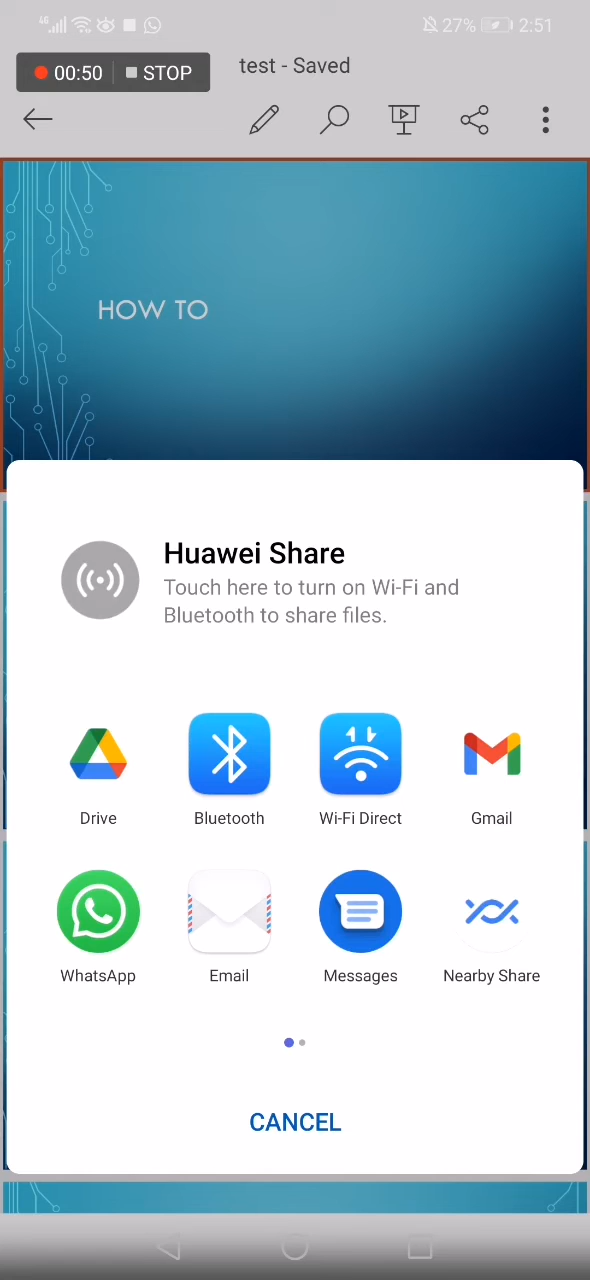 4G 27% 2:51
00:50 STOP
test - Saved
HOW TO
Huawei Share
Touch here to turn on Wi-Fi and
Bluetooth to share files.
Drive Bluetooth Wi-Fi Direct Gmail
WhatsApp Email Messages Nearby Share
CANCEL